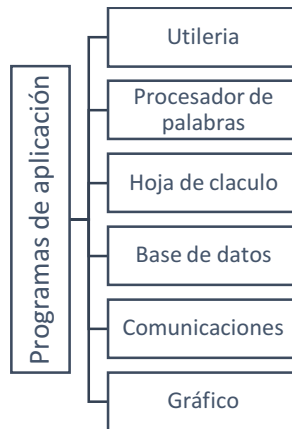 Programas de aplicación
Utileria
Procesador de
palabras
Hoja de claculo
Base de datos
Comunicaciones
Gráfico